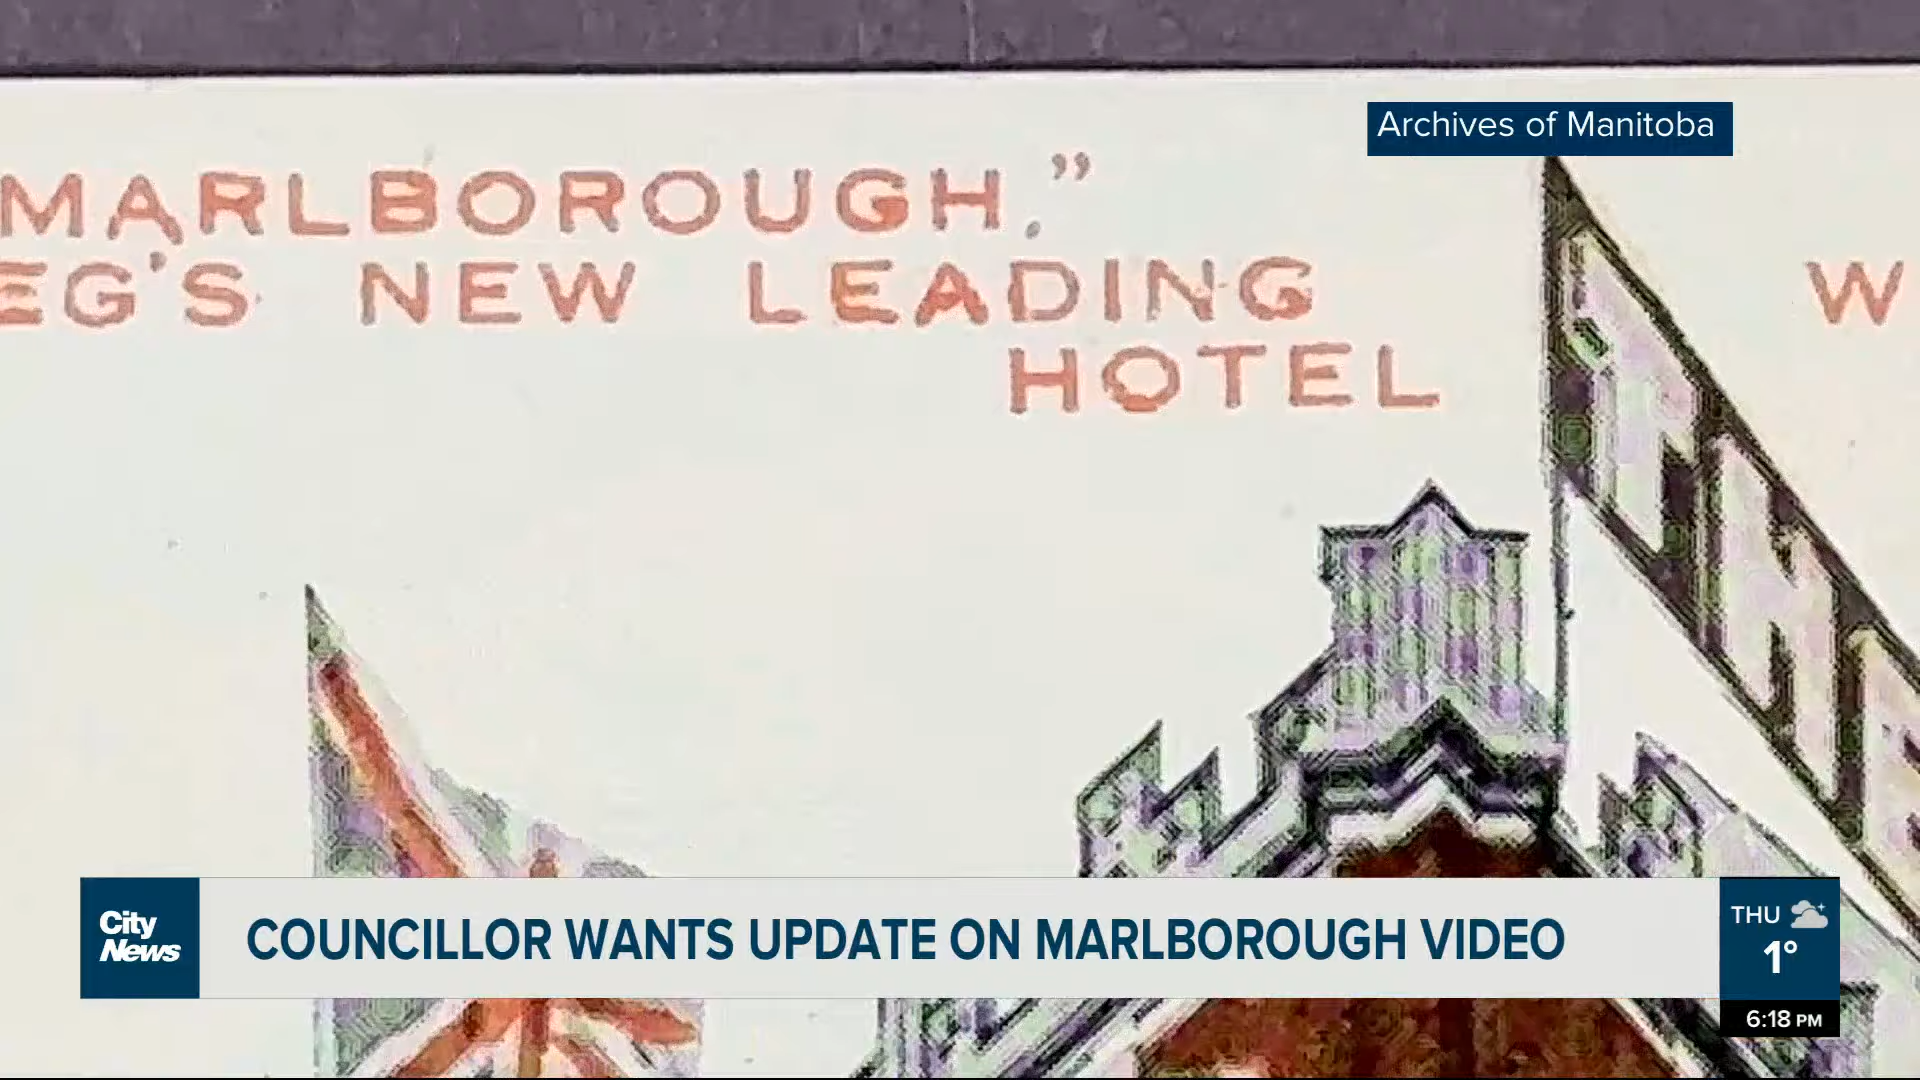 Archives of Manitoba
MARLBOROUGH,”
EG'S NEW LEADING
HOTEL
W
THE
City
News
COUNCILLOR WANTS UPDATE ON MARLBOROUGH VIDEO
THU
1°
6:18 PM